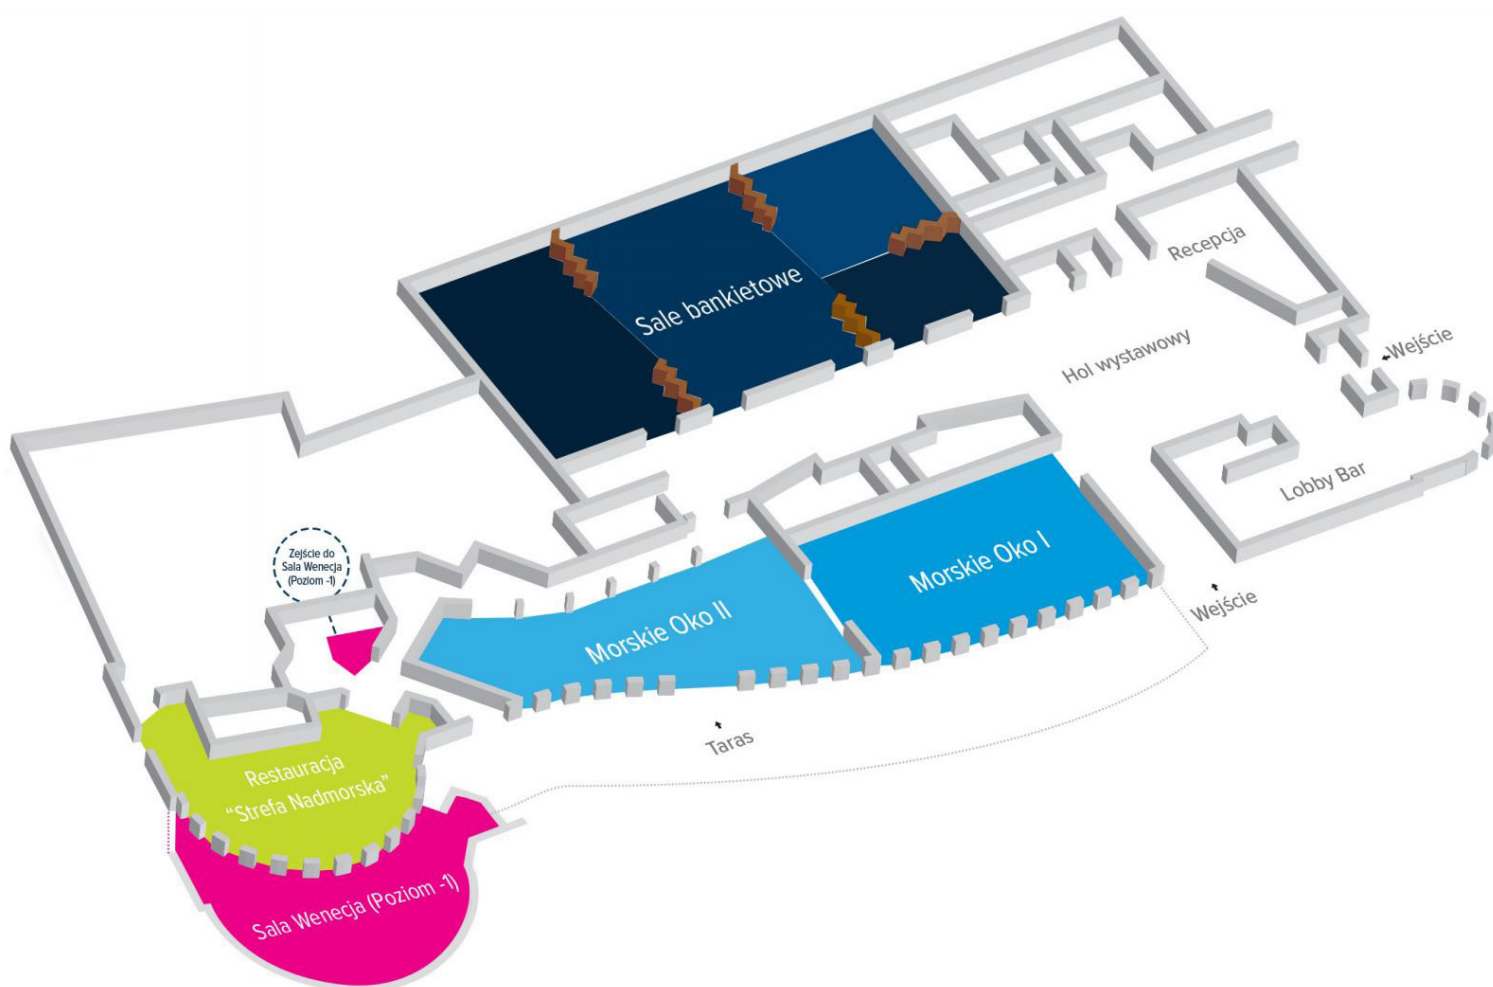 Recepcja
Sale bankietowe
Hol wystawowy
Wejście
Lobby Bar
Zejście do
Sala Wenecja
(Poziom -1)
Morskie Oko I
Morskie Oko II
Wejście
Taras
Restauracja
“Strefa Nadmorska”
Sala Wenecja (Poziom -1)